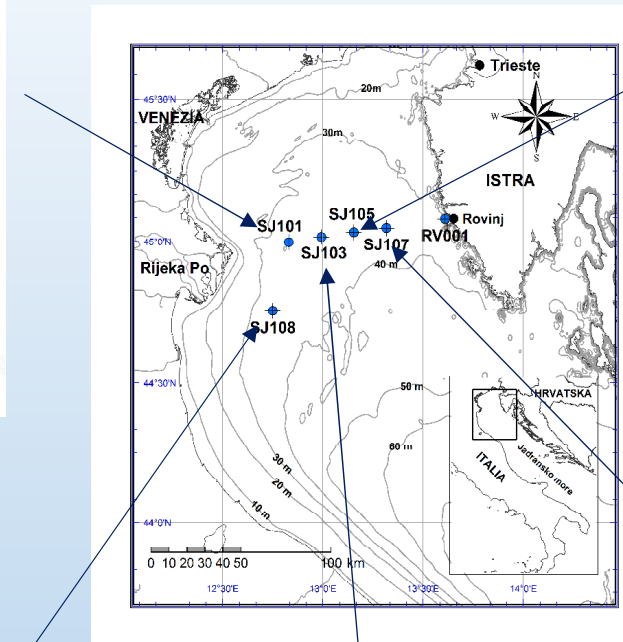 Trieste
20m
N
45°30'N
VENEZIA
W
E
30m
S
ISTRA
SJ105
Rovinj
SJ101
RV001
45°0'N
SJ103
SJ107
40 m
Rijeka Po
SJ108
44°30'N
50 m
HRVATSKA
60 m
ITALIA
Jadransko more
30 m
20 m
10 m
44°0'N
100 km
0 10 20 30 40 50
12°30'E
13°0'E
13°30'E
14°0'E